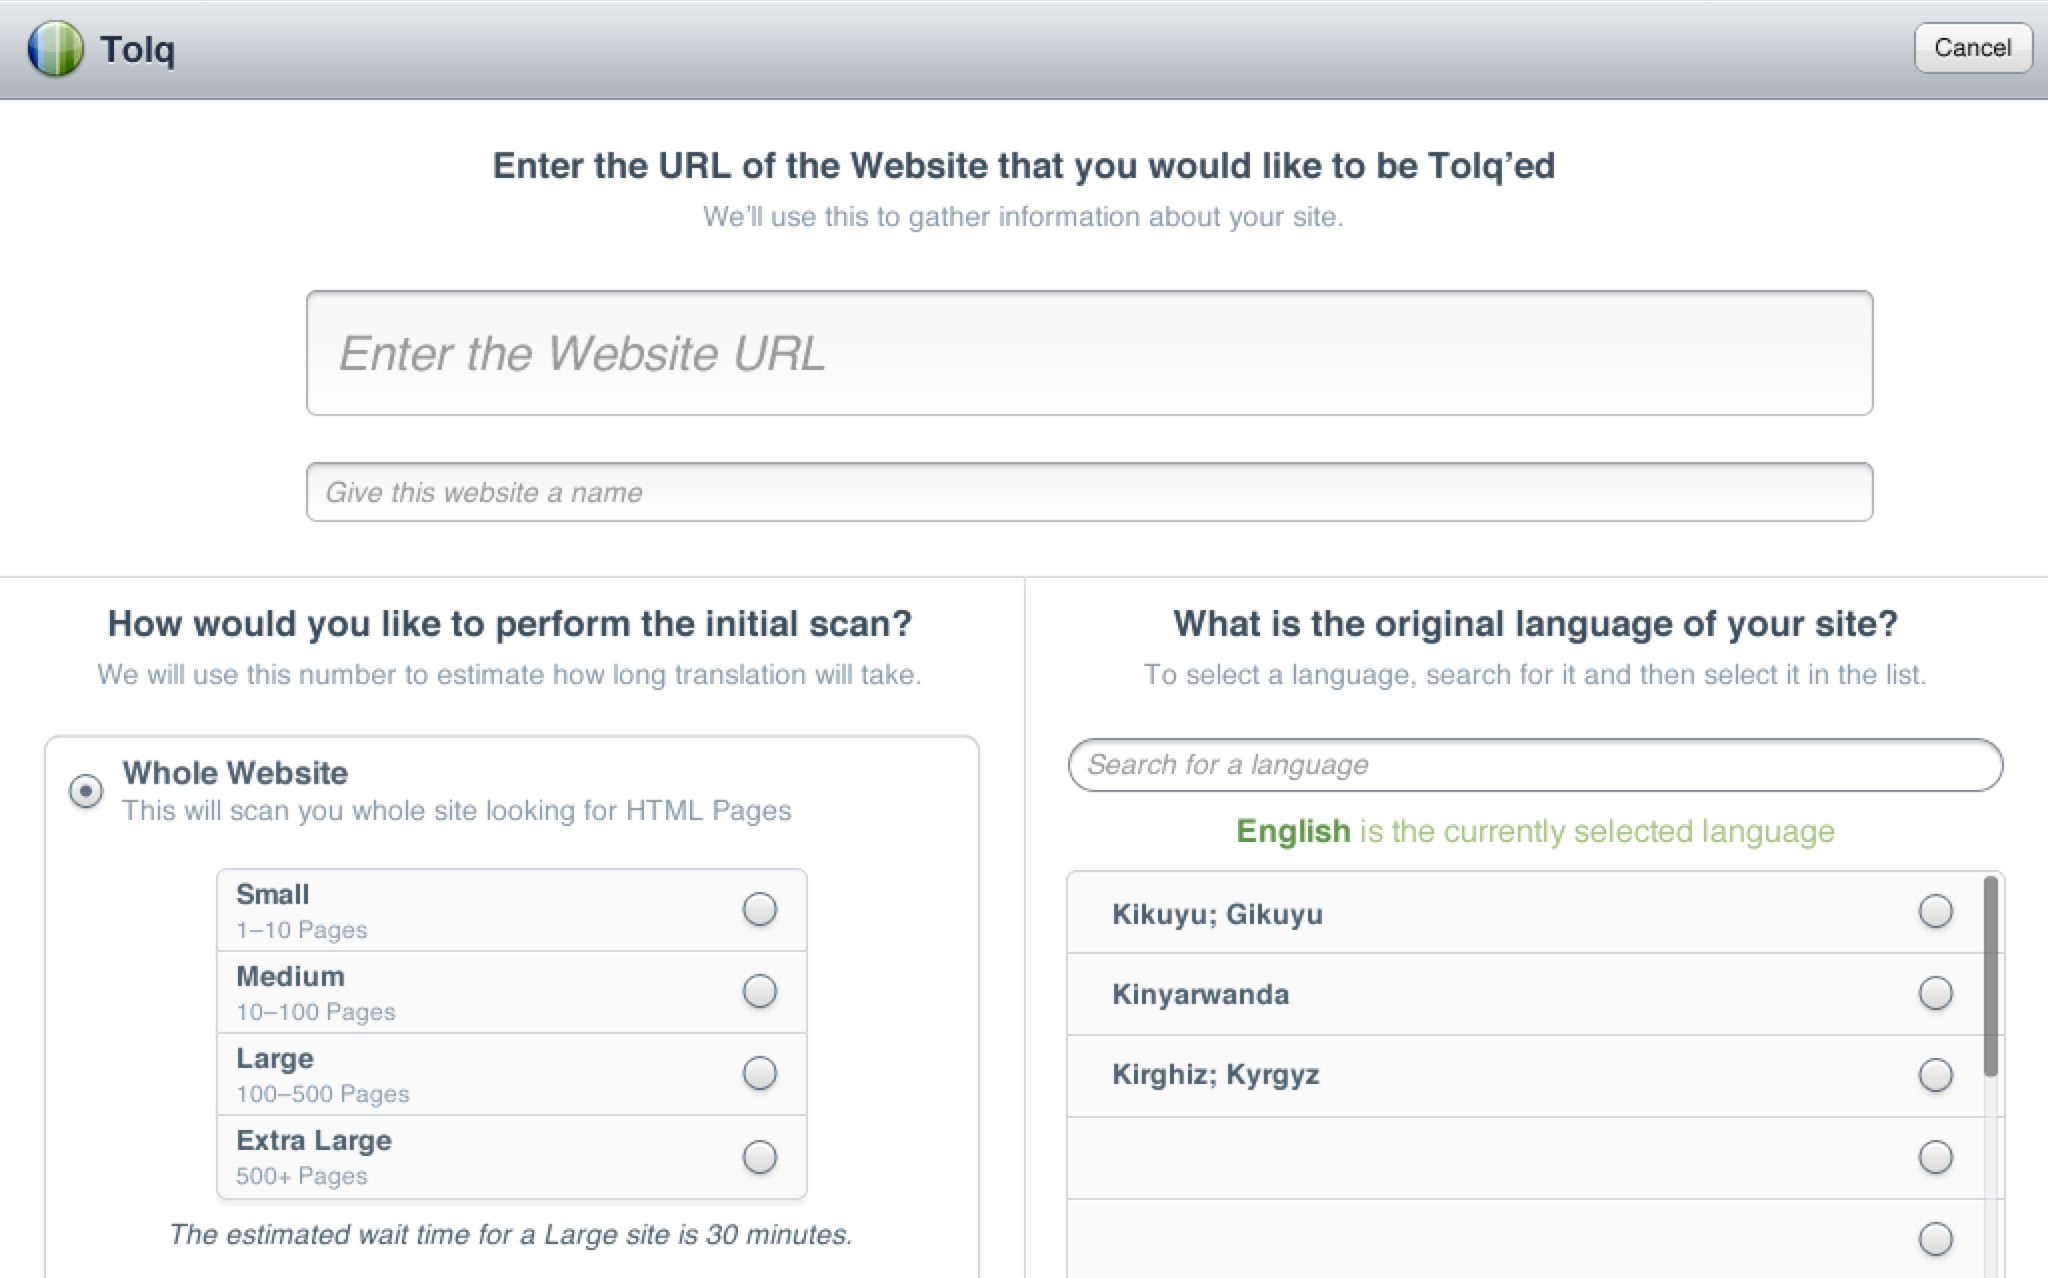 Tolq
Cancel
Enter the URL of the Website that you would like to be Tolq’ed
We’ll use this to gather information about your site.
Enter the Website URL
Give this website a name
How would you like to perform the initial scan?
We will use this number to estimate how long translation will take.
Whole Website
This will scan you whole site looking for HTML Pages
Small
1–10 Pages
Medium
10–100 Pages
Large
100–500 Pages
Extra Large
500+ Pages
The estimated wait time for a Large site is 30 minutes.
What is the original language of your site?
To select a language, search for it and then select it in the list.
Search for a language
English is the currently selected language
Kikuyu; Gikuyu
Kinyarwanda
Kirghiz; Kyrgyz